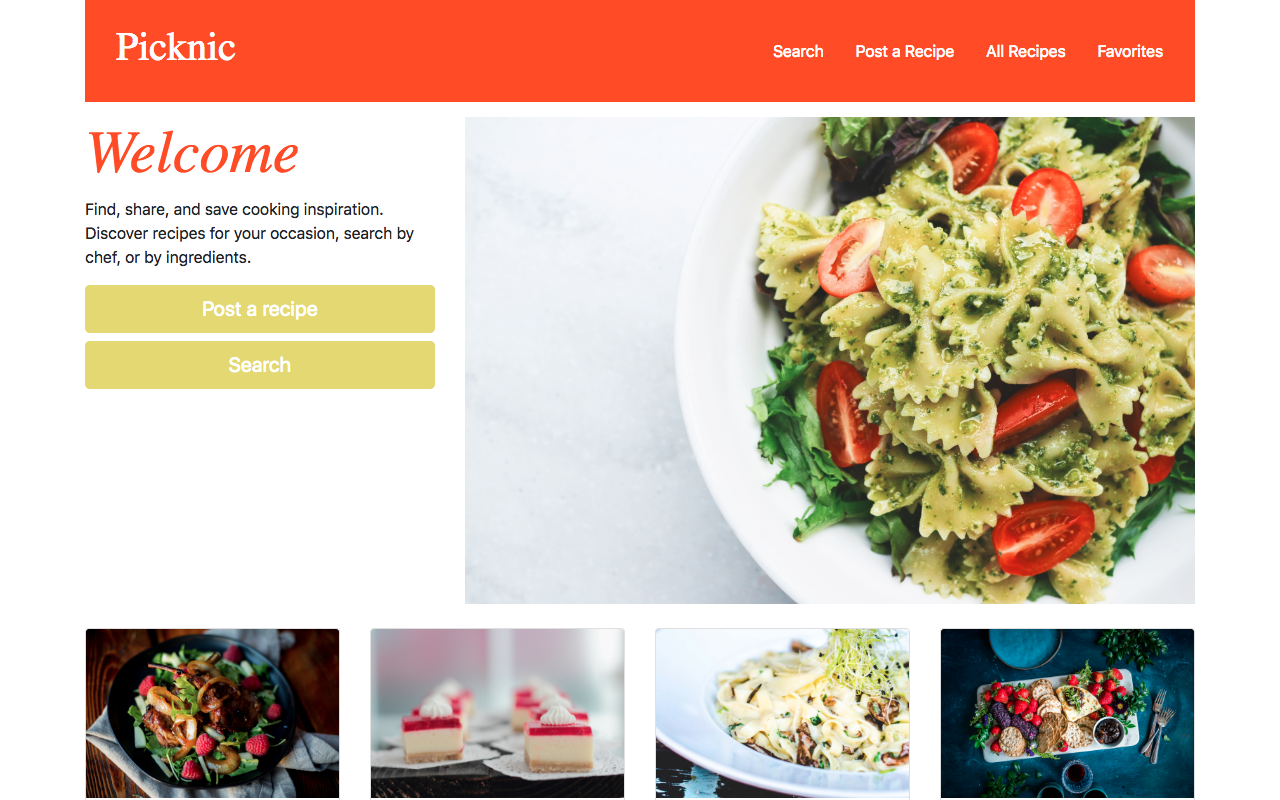 Picknic
Search
Post a Recipe
All Recipes
Favorites
Welcome
Find, share, and save cooking inspiration.
Discover recipes for your occasion, search by
chef, or by ingredients.
Post a recipe
Search